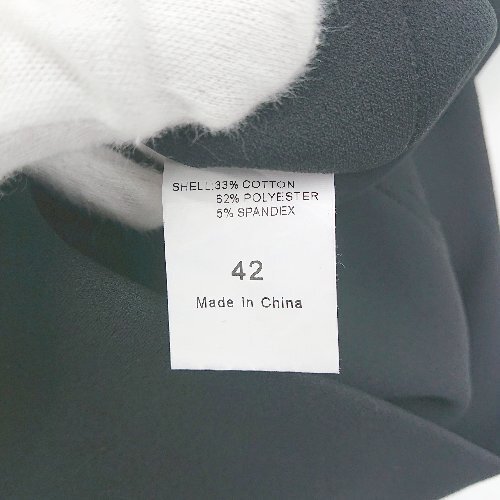 SHELL:33% COTTON
62% POLYESTER
5% SPANDEX
42
Made in China